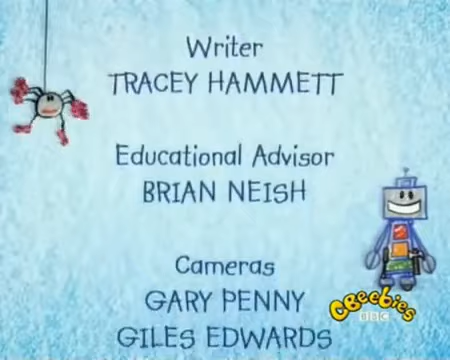 Writer
TRACEY HAMMETT
Educational Advisor
BRIAN NEISH
Cameras
GARY PENNY
GILES EDWARDS
CBeebies
BBC